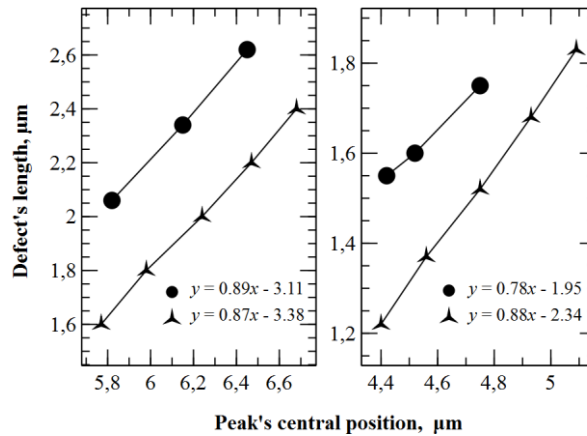 Defect's length, μm
2,6
2,4
2,2
2
1,8
1,6
5,8 6 6,2 6,4 6,6
y = 0.89x - 3.11
y = 0.87x - 3.38
1,8
1,6
1,4
1,2
4,4 4,6 4,8 5
y = 0.78x - 1.95
y = 0.88x - 2.34
Peak's central position, μm